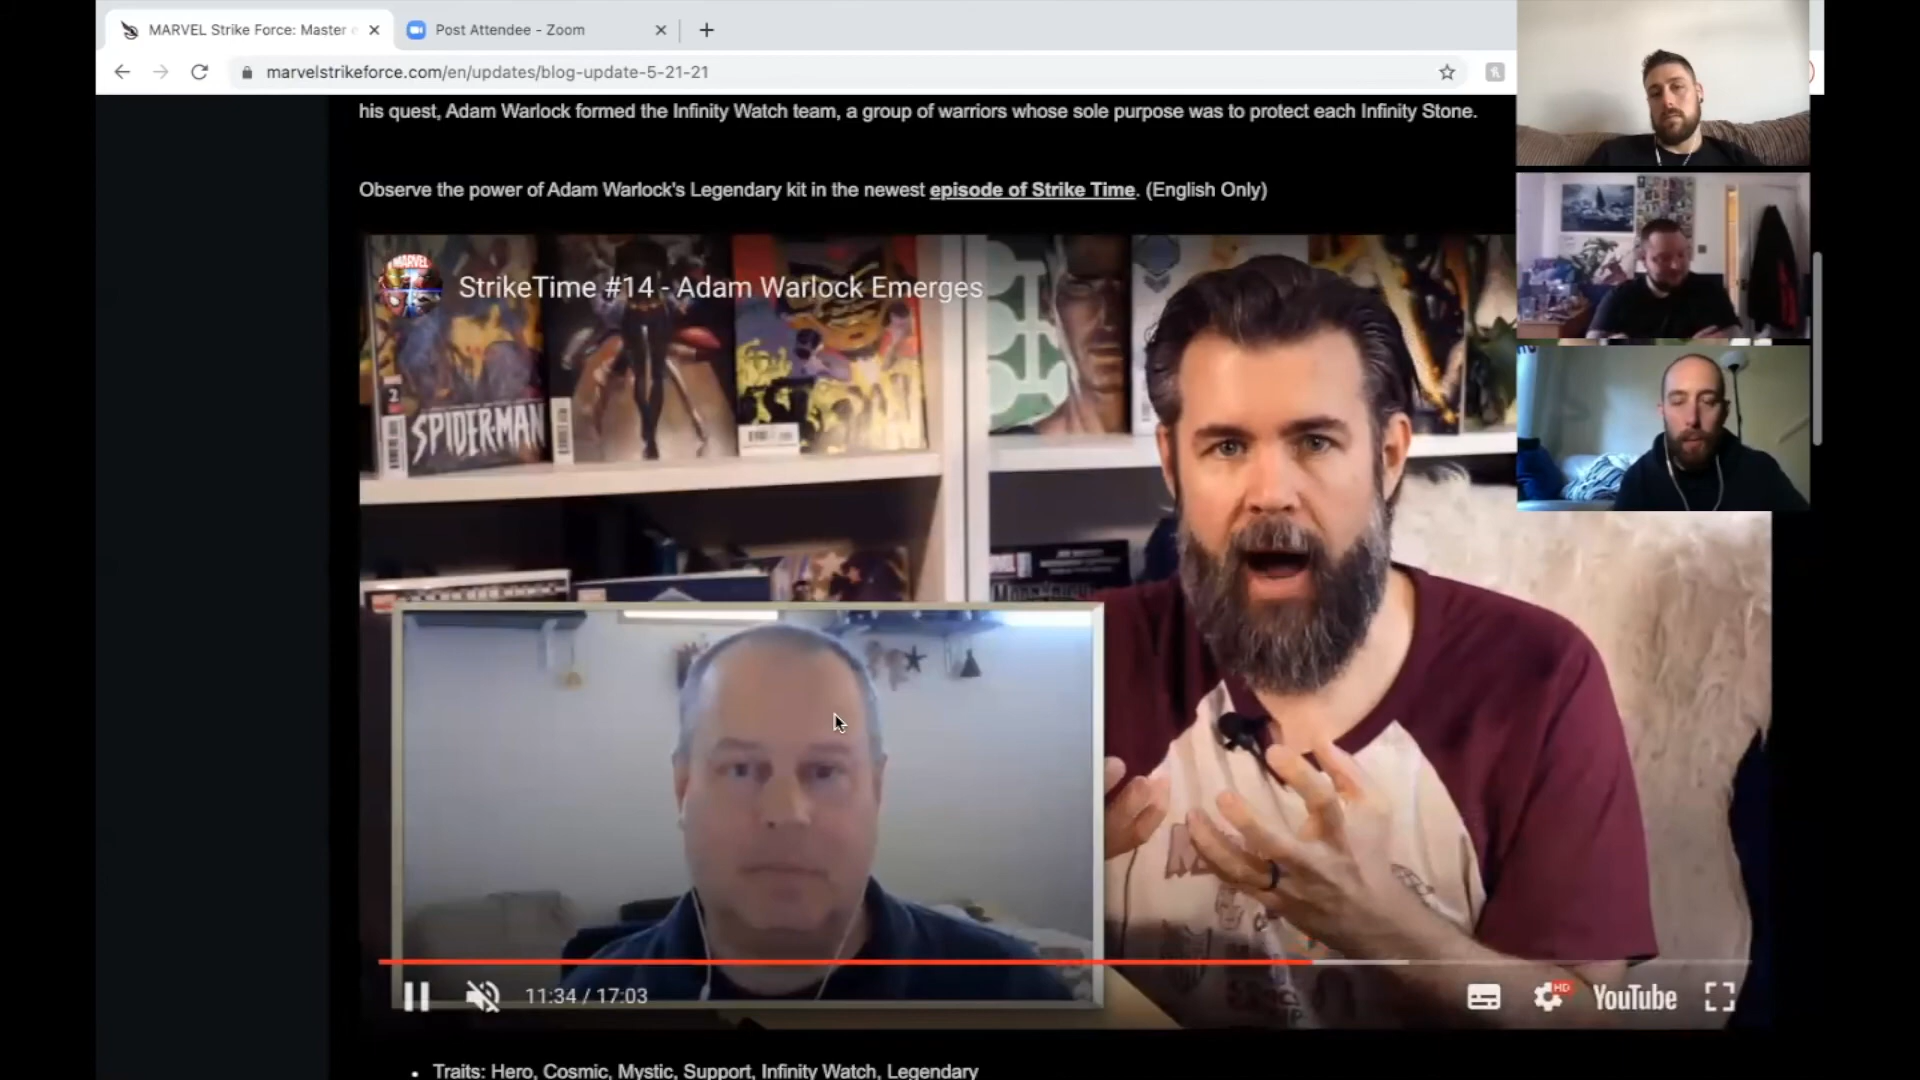 MARVEL Strike Force: Master
Post Attendee - Zoom
marvelstrikeforce.com/en/updates/blog-update-5-21-21
his quest, Adam Warlock formed the Infinity Watch team, a group of warriors whose sole purpose was to protect each Infinity Stone.
Observe the power of Adam Warlock's Legendary kit in the newest episode of Strike Time. (English Only)
MARVEL
StrikeTime #14 - Adam Warlock Emerges
2
SPIDER-MAN
11:34 / 17:03
HD
YouTube
• Traits: Hero, Cosmic, Mystic, Support, Infinity Watch, Legendary